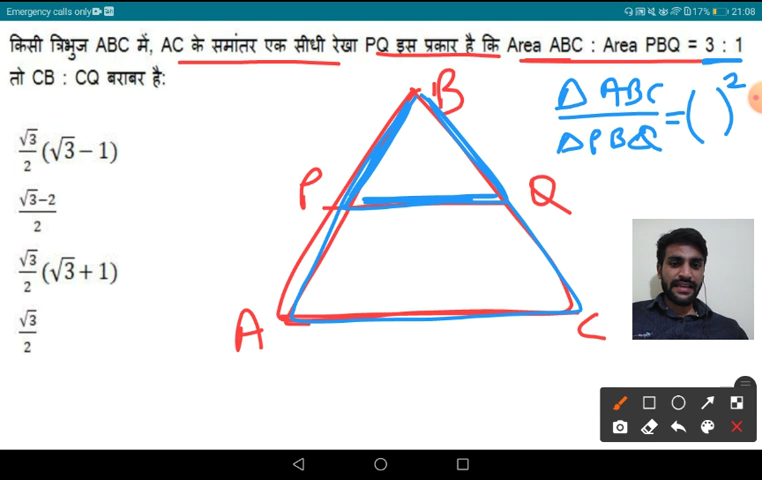 Emergency calls only 17% 21:08
किसी त्रिभुज ABC में, AC के समांतर एक सीधी रेखा PQ इस प्रकार है कि Area ABC : Area PBQ = 3 : 1
तो CB : CQ बराबर है:
△ ABC / △ PBQ = ( )²
B
√3/2 (√3 − 1)
P
Q
√3−2/2
√3/2 (√3 + 1)
A
C
√3/2